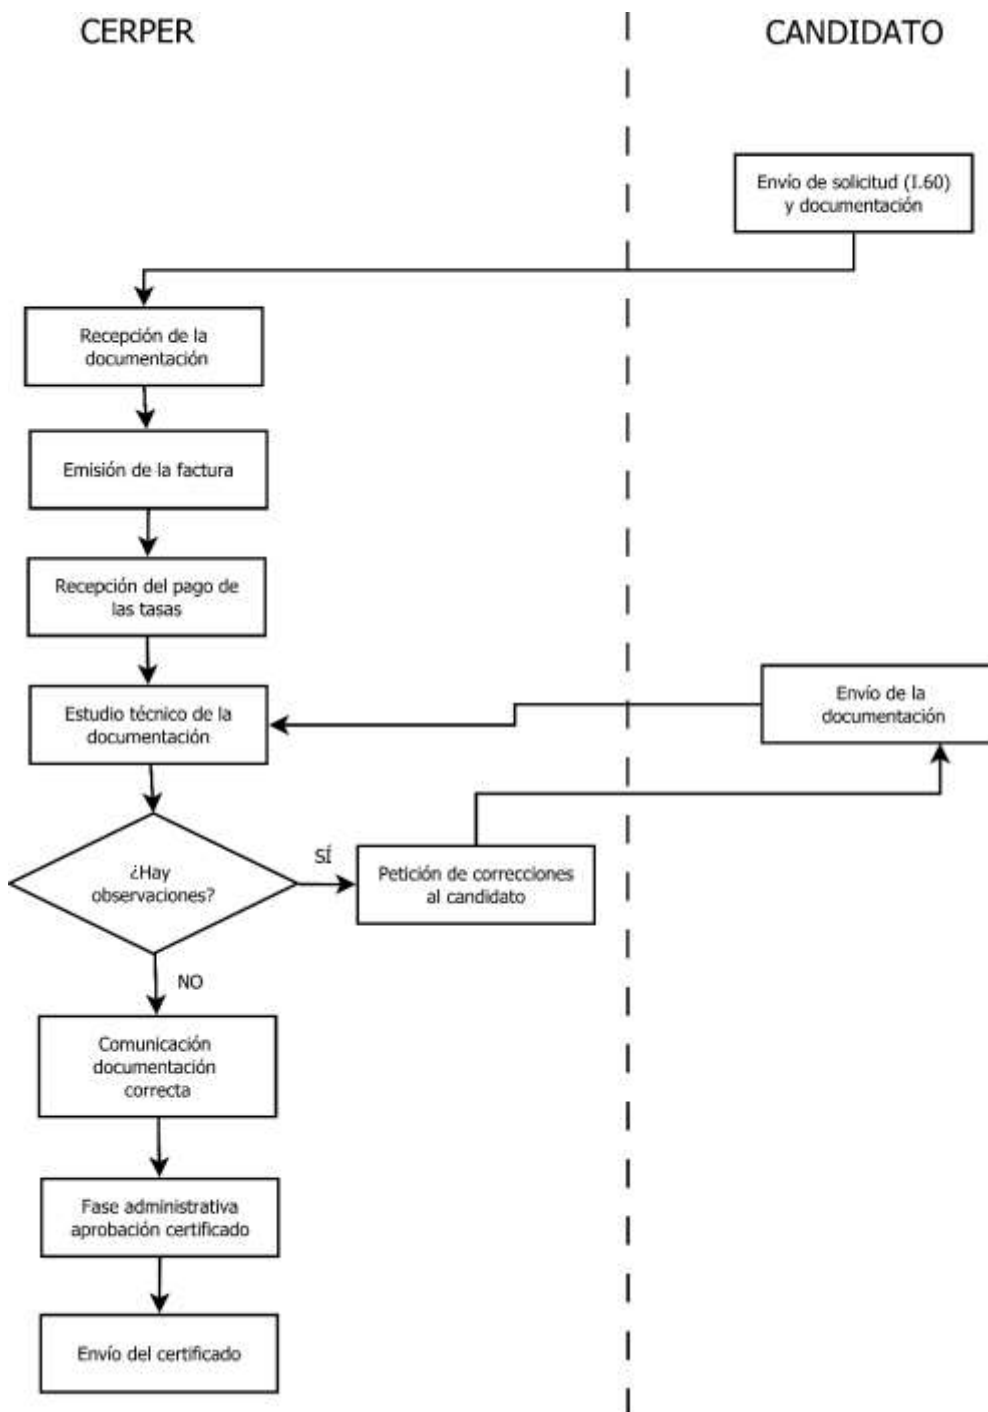 CERPER
CANDIDATO
Envío de solicitud (I.60)
y documentación
Recepción de la
documentación
Emisión de la factura
Recepción del pago de
las tasas
Estudio técnico de la
documentación
Envío de la
documentación
¿Hay
observaciones?
SÍ
Petición de correcciones
al candidato
NO
Comunicación
documentación
correcta
Fase administrativa
aprobación certificado
Envío del certificado